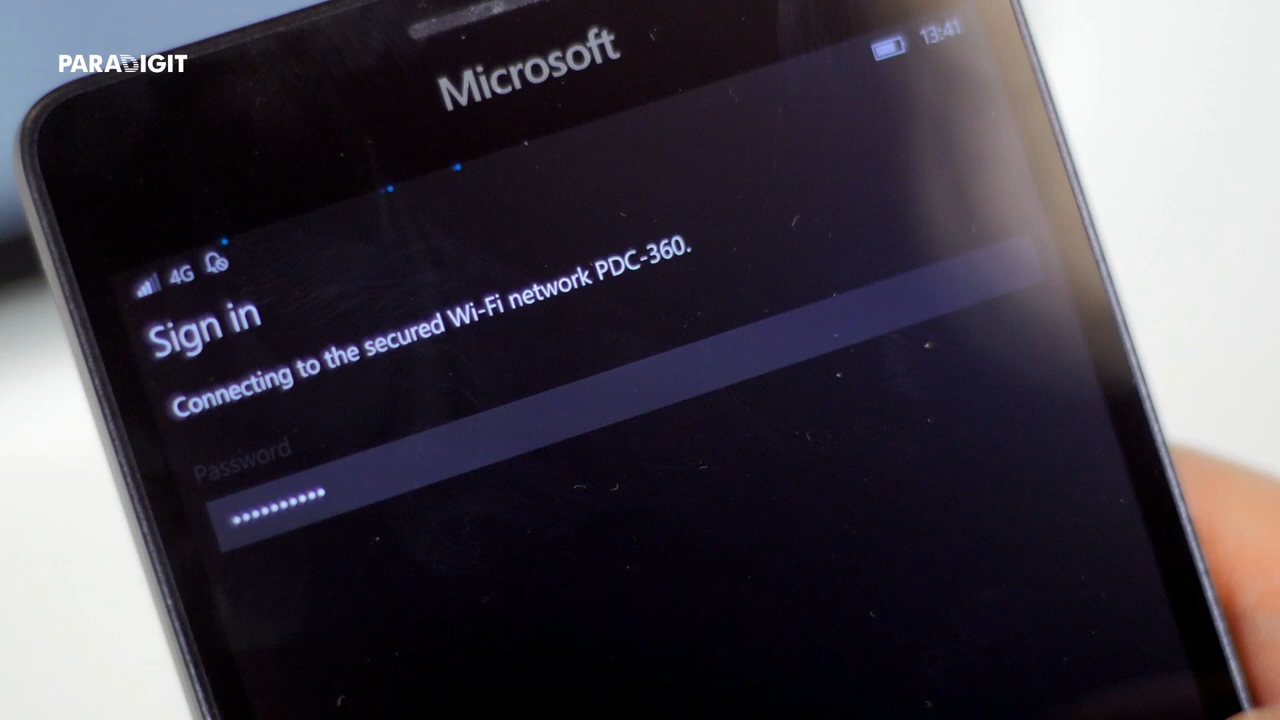 PARADIGIT
Microsoft
13:41
4G
Sign in
Connecting to the secured Wi-Fi network PDC-360.
Password
••••••••••